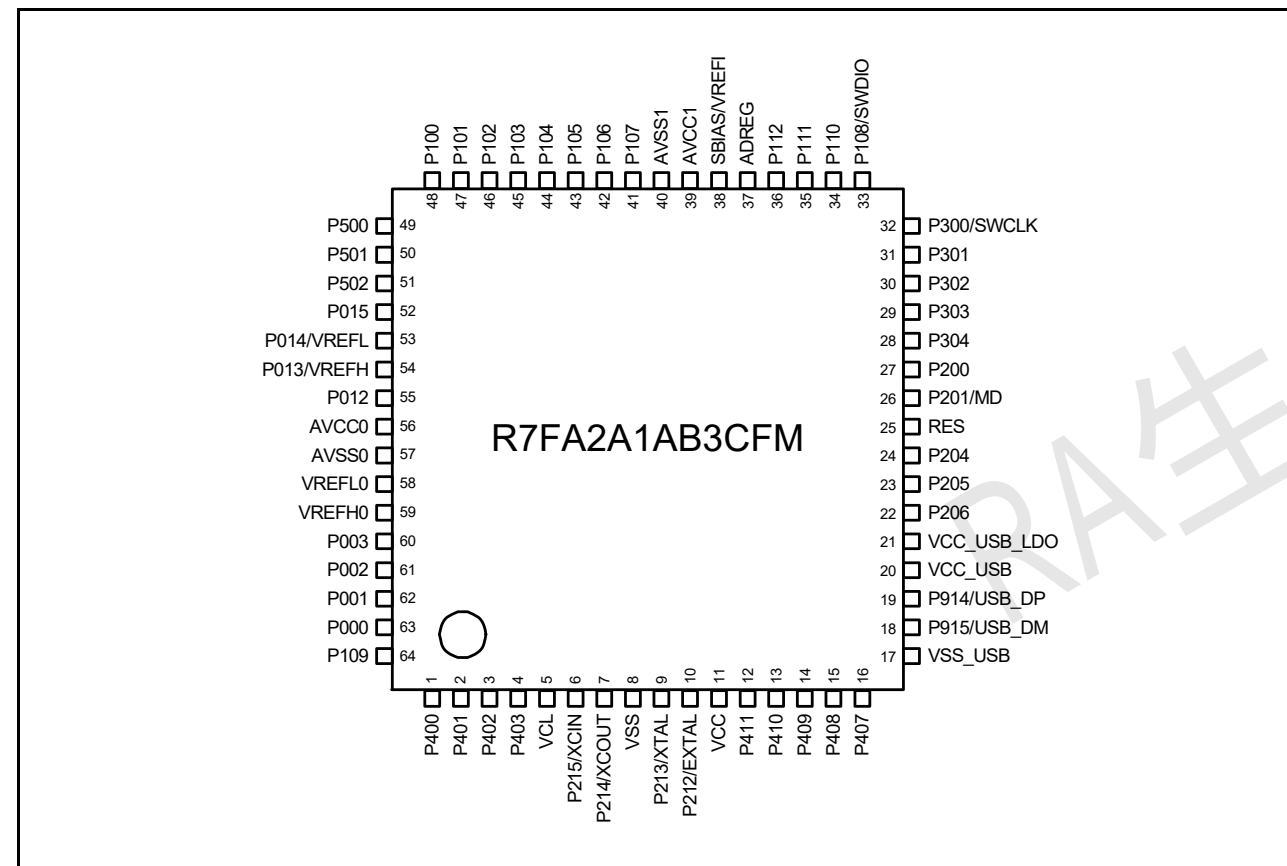 P100
P101
P102
P103
P104
P105
P106
P107
AVSS1
AVCC1
SBIAS/VREFI
ADREG
P112
P111
P110
P108/SWDIO
48
47
46
45
44
43
42
41
40
39
38
37
36
35
34
33
P500 49
P501 50
P502 51
P015 52
P014/VREFL 53
P013/VREFH 54
P012 55
AVCC0 56
AVSS0 57
VREFL0 58
VREFH0 59
P003 60
P002 61
P001 62
P000 63
P109 64
R7FA2A1AB3CFM
32 P300/SWCLK
31 P301
30 P302
29 P303
28 P304
27 P200
26 P201/MD
25 RES
24 P204
23 P205
22 P206
21 VCC_USB_LDO
20 VCC_USB
19 P914/USB_DP
18 P915/USB_DM
17 VSS_USB
1
2
3
4
5
6
7
8
9
10
11
12
13
14
15
16
P400
P401
P402
P403
VCL
P215/XCIN
P214/XCOUT
VSS
P213/XTAL
P212/EXTAL
VCC
P411
P410
P409
P408
P407
RA生